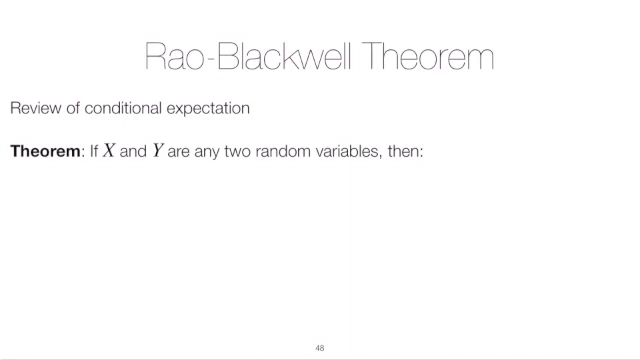 Rao-Blackwell Theorem
Review of conditional expectation
Theorem: If X and Y are any two random variables, then:
48